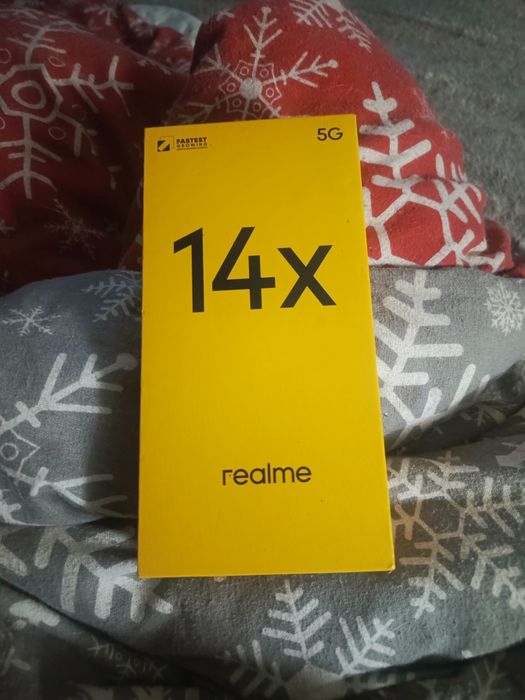 FASTEST
GROWING
5G
14x
realme